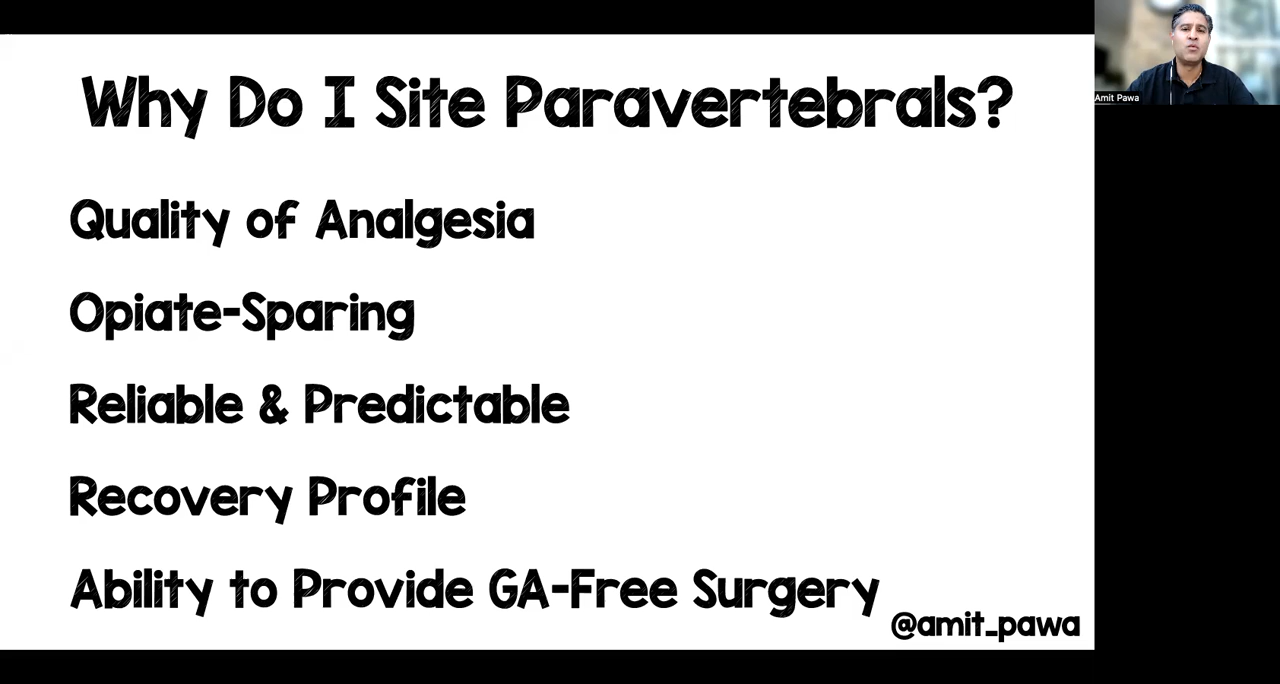 Why Do I Site Paravertebrals?
Quality of Analgesia
Opiate-Sparing
Reliable & Predictable
Recovery Profile
Ability to Provide GA-Free Surgery
@amit_pawa
Amit Pawa